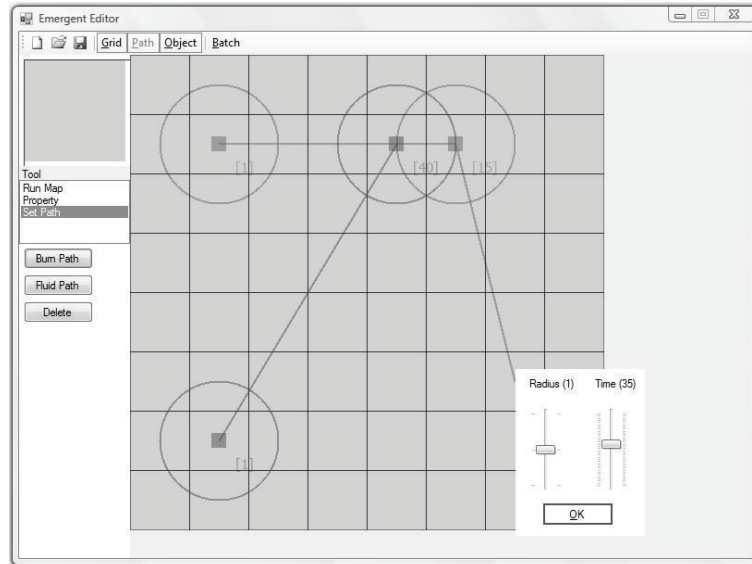 Emergent Editor
Grid Path Object Batch
[1] [40] [15]
Tool
Run Map
Property
Set Path
Burn Path
Fluid Path
Delete
Radius (1) Time (35)
[1]
OK